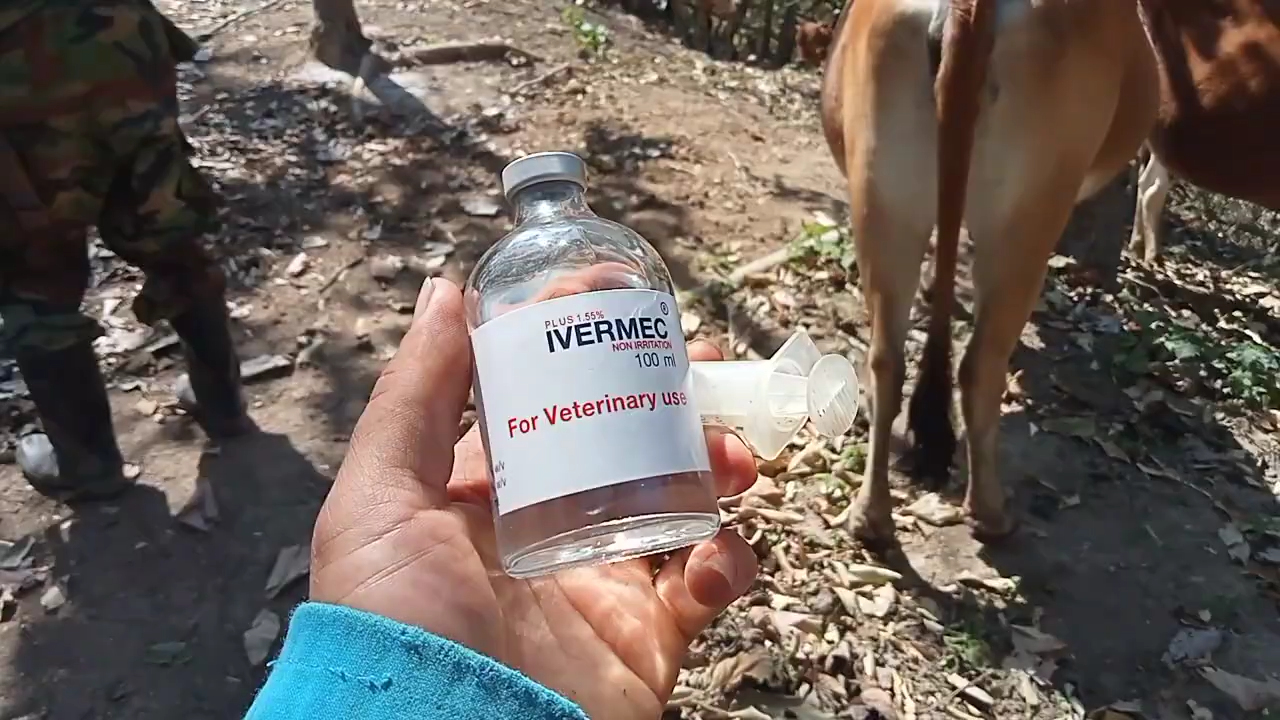 PLUS 1.55%
IVERMEC®
NON IRRITATION
100 ml
For Veterinary use
w/v
w/v